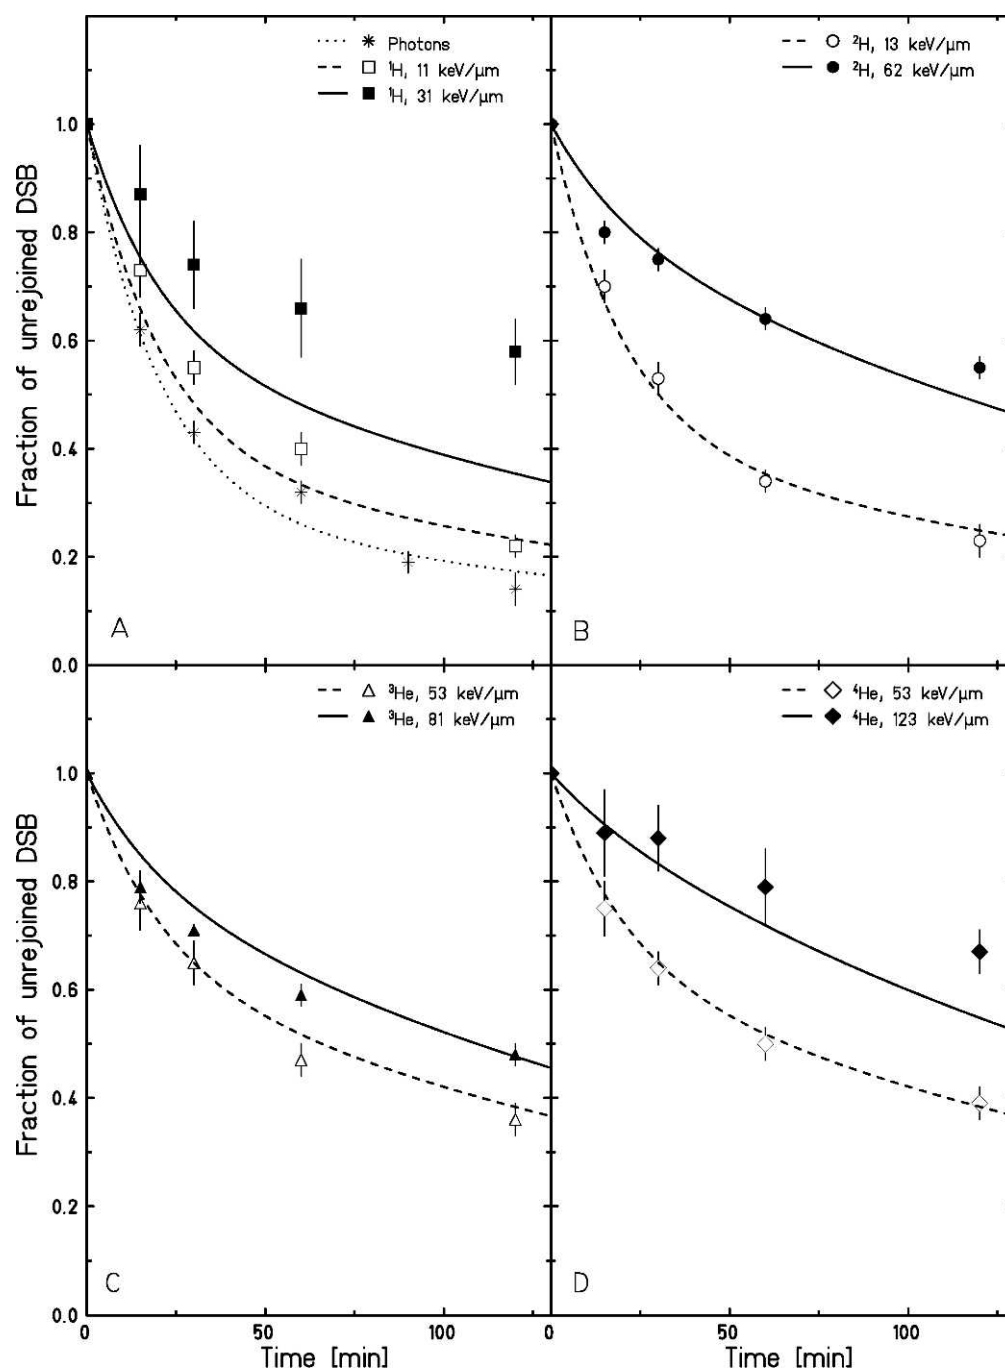 Photons
¹H, 11 keV/μm
¹H, 31 keV/μm
²H, 13 keV/μm
²H, 62 keV/μm
Fraction of unrejoined DSB
1.0
0.8
0.6
0.4
0.2
0.0
A
B
³He, 53 keV/μm
³He, 81 keV/μm
⁴He, 53 keV/μm
⁴He, 123 keV/μm
Fraction of unrejoined DSB
1.0
0.8
0.6
0.4
0.2
0.0
C
D
0 50 100 0 50 100
Time [min] Time [min]